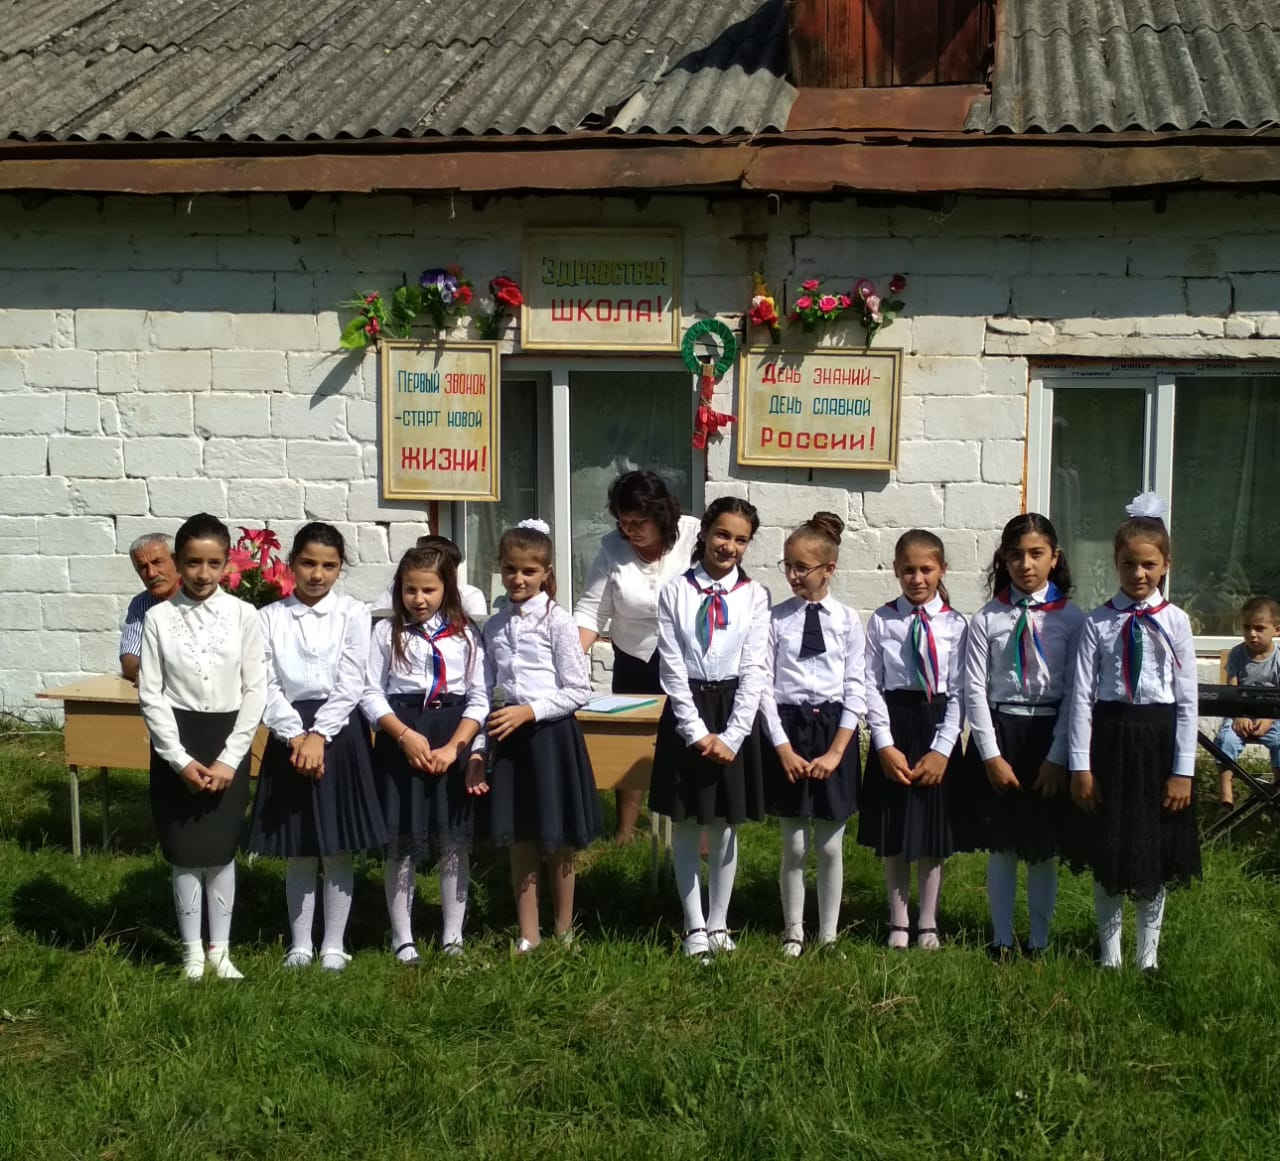 Здравствуй
школа!
Первый звонок
-старт новой
жизни!
День знаний-
день славной
России!